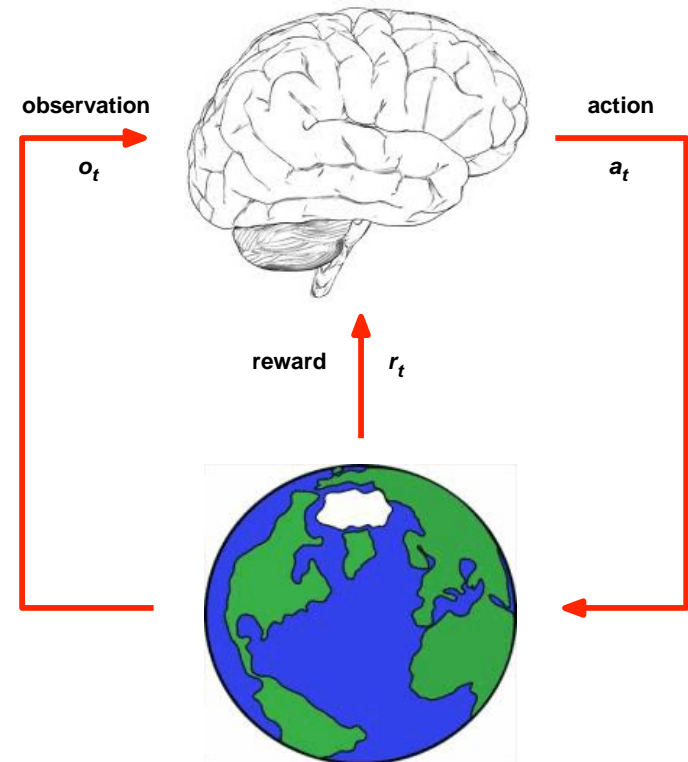 observation
o_t
action
a_t
reward r_t